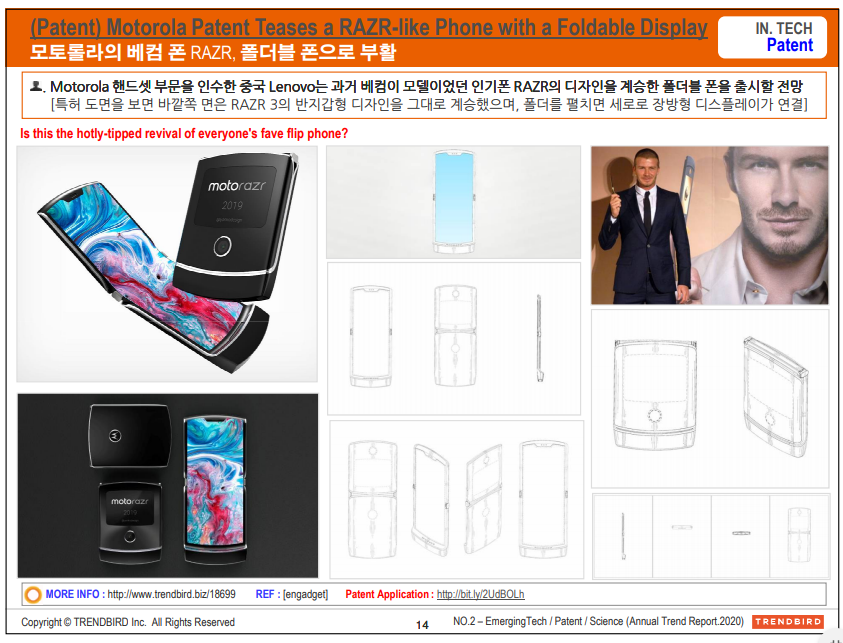 (Patent) Motorola Patent Teases a RAZR-like Phone with a Foldable Display
모토롤라의 베컴 폰 RAZR, 폴더블 폰으로 부활
IN. TECH
Patent
. Motorola 핸드셋 부문을 인수한 중국 Lenovo는 과거 베컴이 모델이었던 인기폰 RAZR의 디자인을 계승한 폴더블 폰을 출시할 전망
[특허 도면을 보면 바깥쪽 면은 RAZR 3의 반지갑형 디자인을 그대로 계승했으며, 폴더를 펼치면 세로로 장방형 디스플레이가 연결]
Is this the hotly-tipped revival of everyone's fave flip phone?
motorazr
2019
motorazr
2019
MORE INFO : http://www.trendbird.biz/18699 REF : [engadget] Patent Application : http://bit.ly/2UdBOLh
Copyright © TRENDBIRD Inc. All Rights Reserved
14
NO.2 – EmergingTech / Patent / Science (Annual Trend Report.2020)
TRENDBIRD